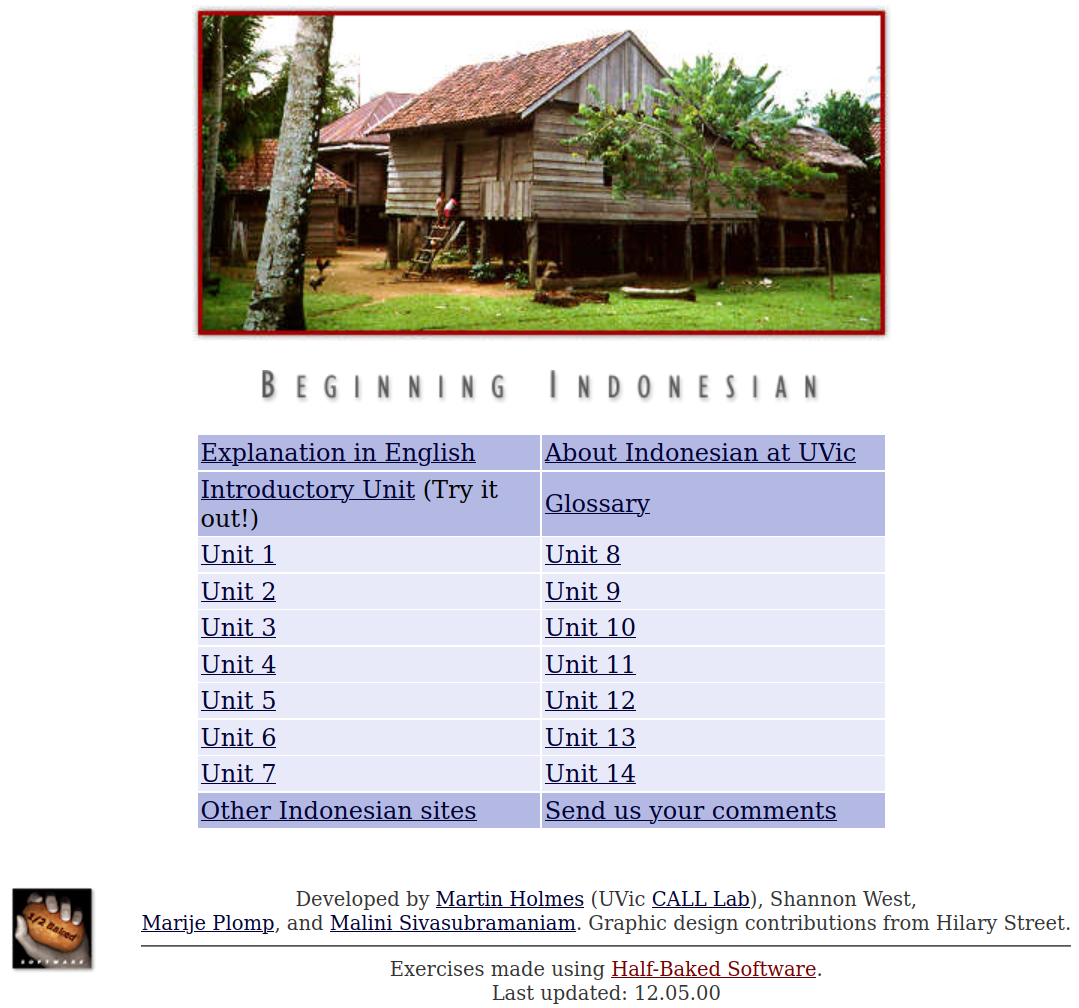 Beginning Indonesian
Explanation in English
About Indonesian at UVic
Introductory Unit (Try it
out!)
Glossary
Unit 1
Unit 8
Unit 2
Unit 9
Unit 3
Unit 10
Unit 4
Unit 11
Unit 5
Unit 12
Unit 6
Unit 13
Unit 7
Unit 14
Other Indonesian sites
Send us your comments
1/2 Baked
SOFTWARE
Developed by Martin Holmes (UVic CALL Lab), Shannon West,
Marije Plomp, and Malini Sivasubramaniam. Graphic design contributions from Hilary Street.
Exercises made using Half-Baked Software.
Last updated: 12.05.00